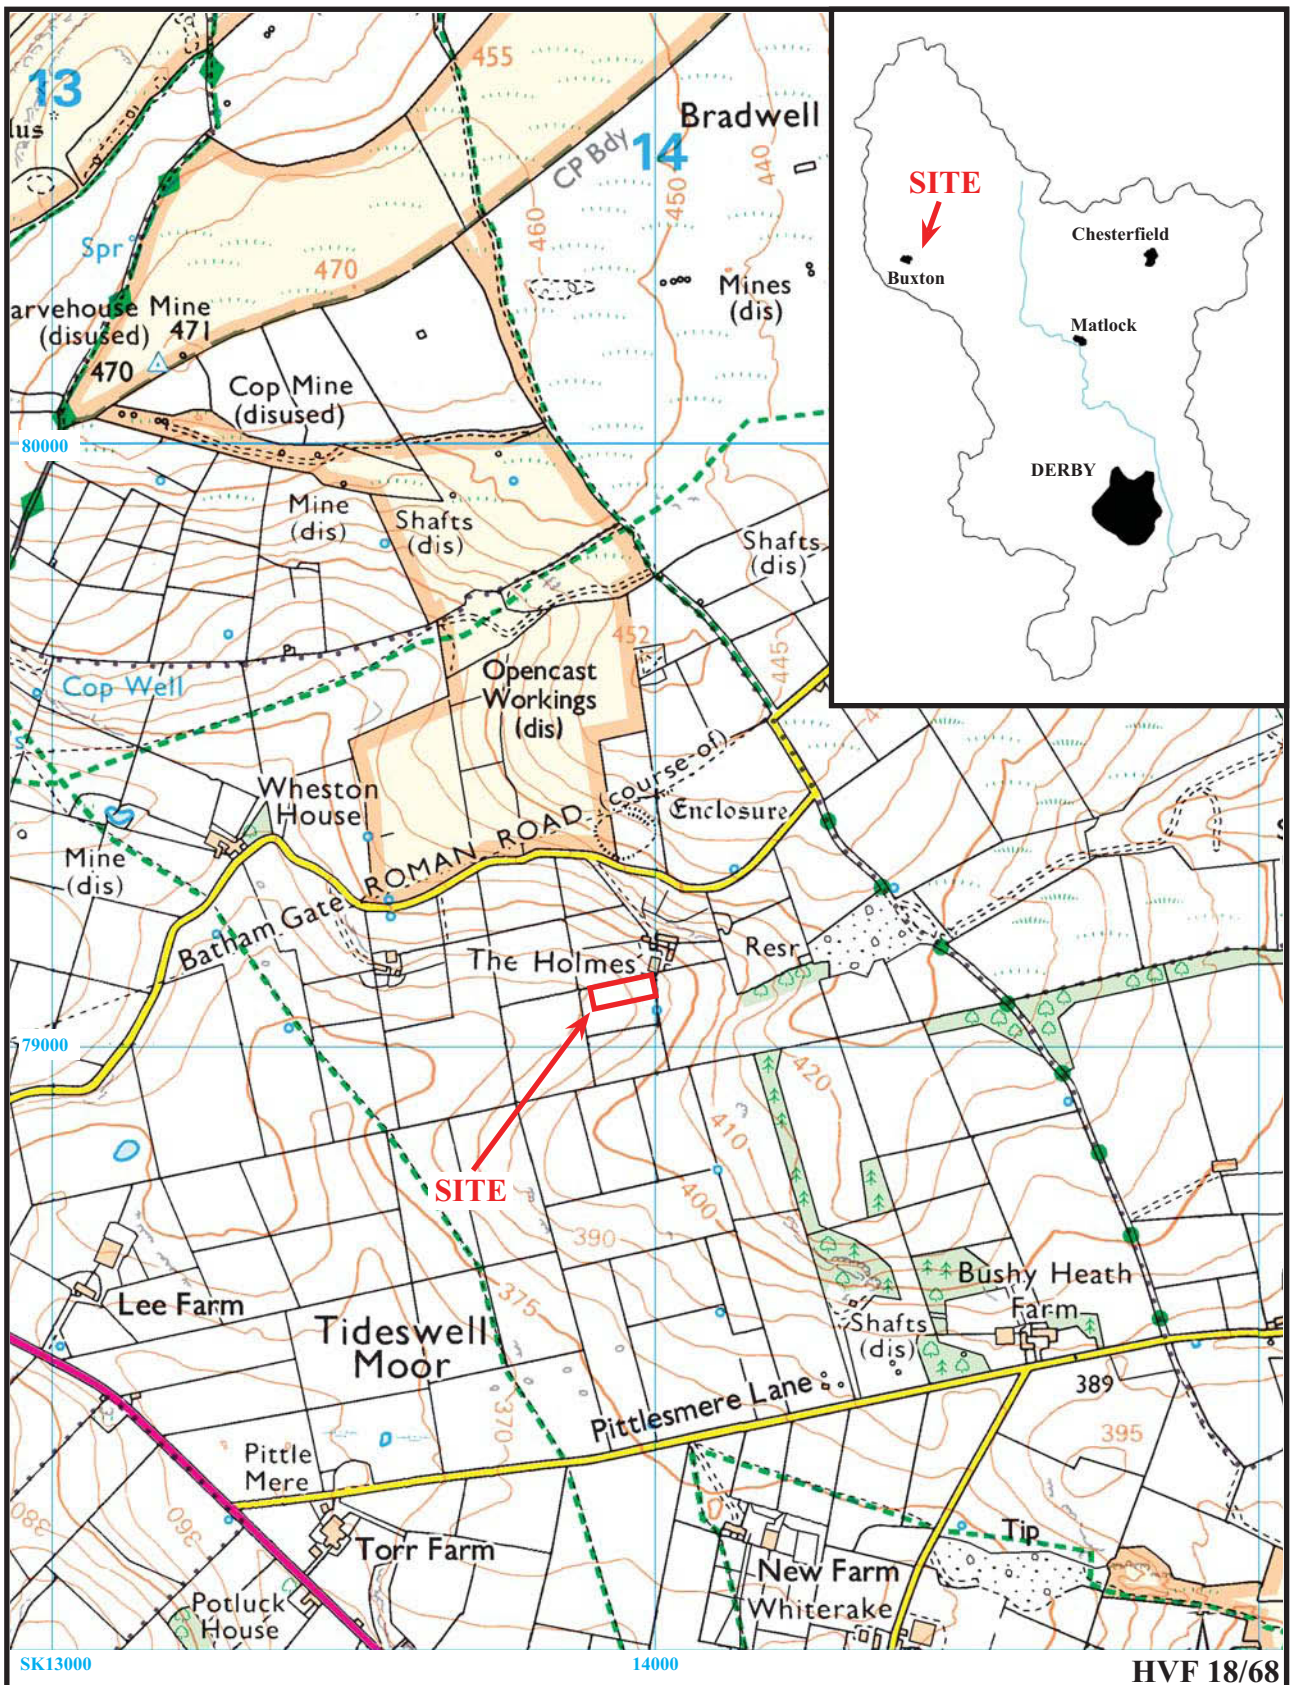 13
455
lus
Bradwell
CP Bdy
14
440
450
460
Spr
470
arvehouse Mine
(disused)
471
470
Mines
(dis)
Cop Mine
(disused)
80000
Mine
(dis)
Shafts
(dis)
Shafts
(dis)
452
445
Cop Well
Opencast
Workings
(dis)
s
Wheston
House
ROMAN ROAD (course of)
Enclosure
Mine
(dis)
Batham Gate
The Holmes
Resr
79000
420
410
400
SITE
390
375
370
Lee Farm
Tideswell
Moor
Bushy Heath
Farm
Shafts
(dis)
389
Pittlesmere Lane
395
Pittle
Mere
380
360
Torr Farm
Tip
New Farm
Potluck
House
Whiterake
SK13000
14000
HVF 18/68
SITE
Buxton
Chesterfield
Matlock
DERBY